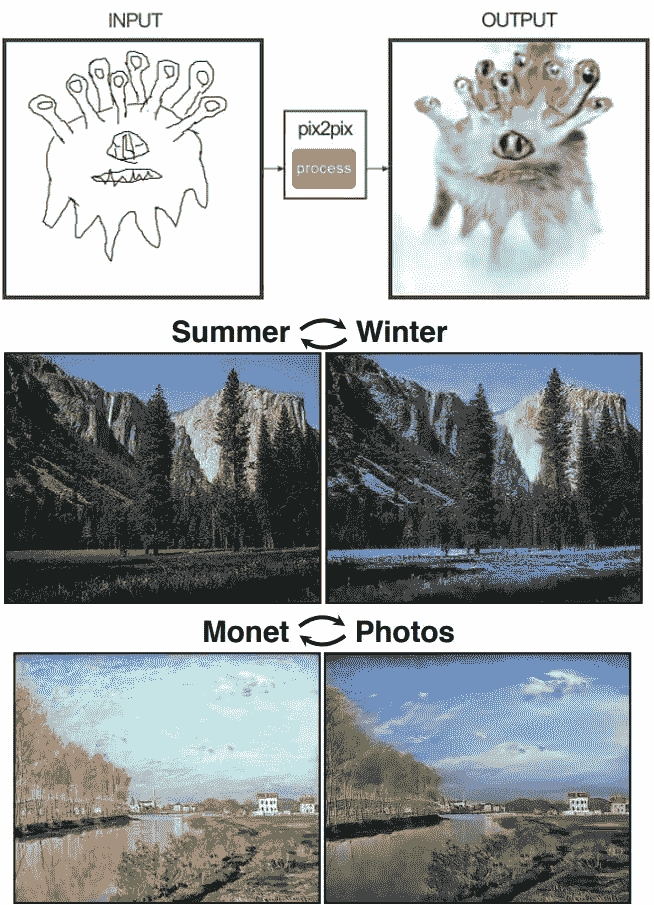 INPUT OUTPUT
pix2pix
process
Summer Winter
Monet Photos